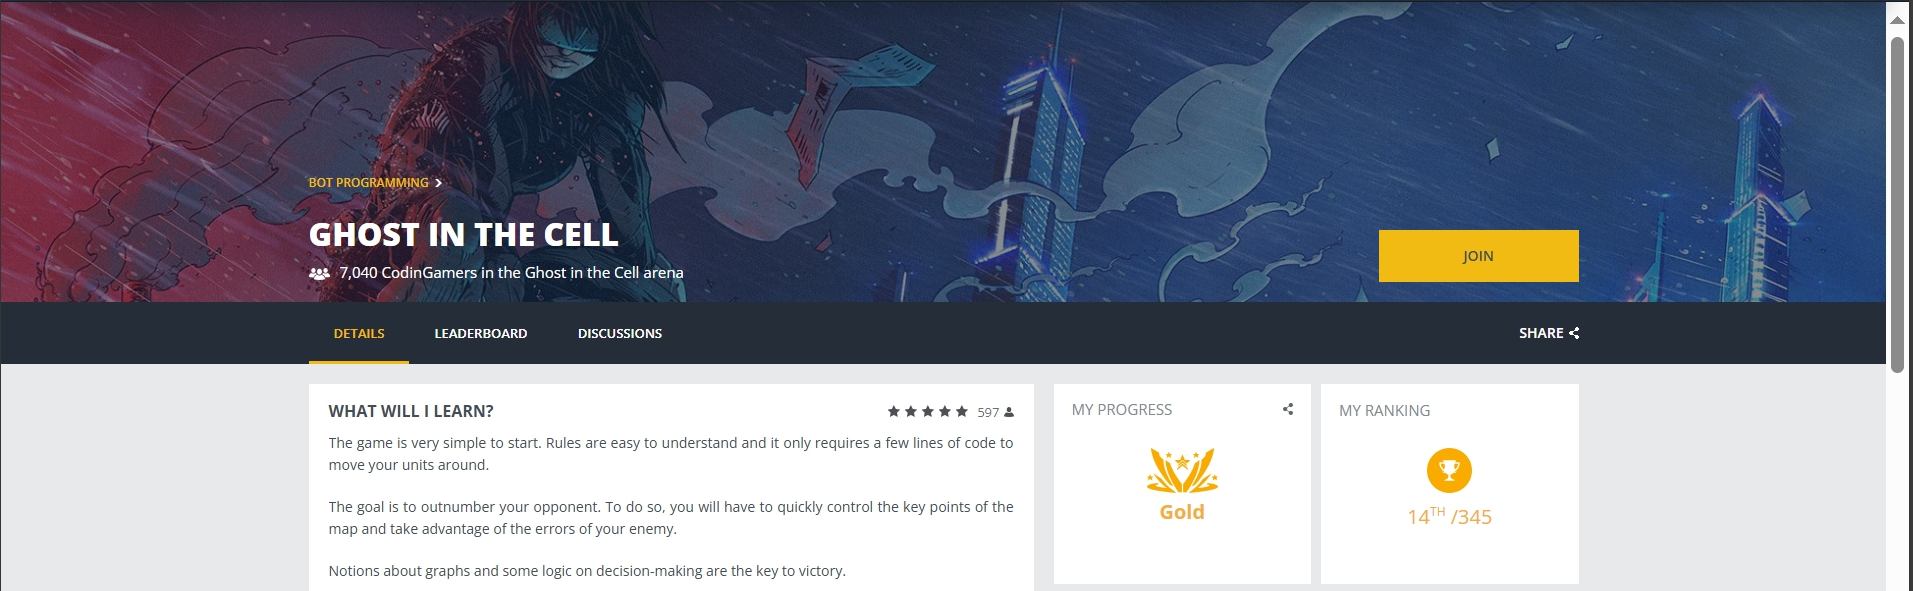 BOT PROGRAMMING
GHOST IN THE CELL
7,040 CodinGamers in the Ghost in the Cell arena
JOIN
DETAILS
LEADERBOARD
DISCUSSIONS
SHARE
WHAT WILL I LEARN?
597
The game is very simple to start. Rules are easy to understand and it only requires a few lines of code to
move your units around.
The goal is to outnumber your opponent. To do so, you will have to quickly control the key points of the
map and take advantage of the errors of your enemy.
Notions about graphs and some logic on decision-making are the key to victory.
MY PROGRESS
Gold
MY RANKING
14TH /345